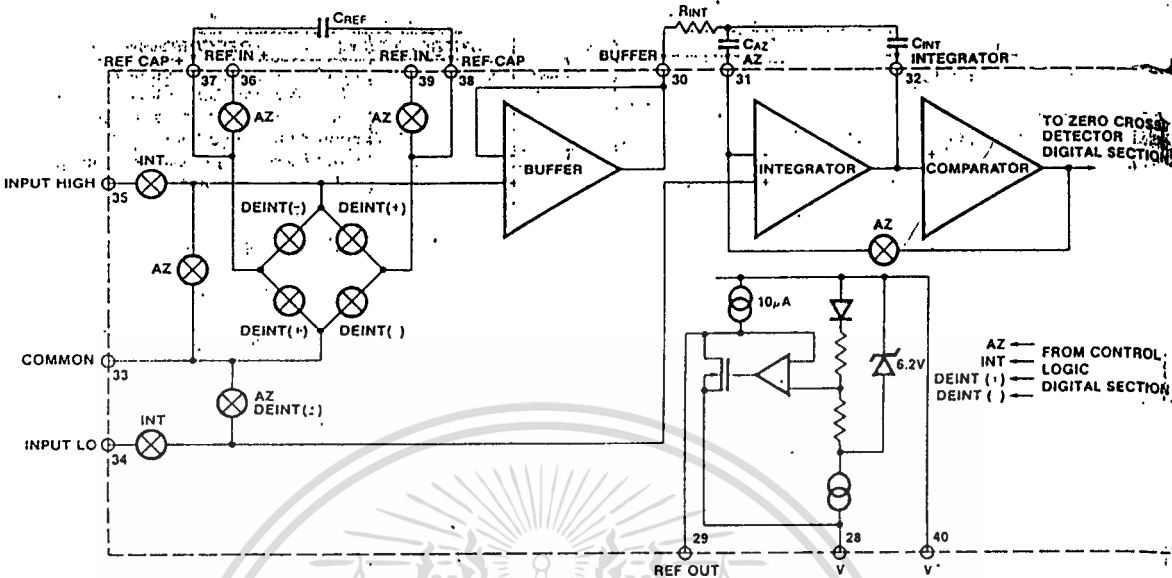 CREF
RINT
CAZ
CINT
REF CAP +
REF IN +
REF IN -
REF CAP
BUFFER
AZ
INTEGRATOR
37
36
39
38
30
31
32
AZ
AZ
TO ZERO CROSS
DETECTOR
DIGITAL SECTION
INT
INPUT HIGH
35
BUFFER
INTEGRATOR
COMPARATOR
DEINT(-)
DEINT(+)
AZ
AZ
DEINT(+)
DEINT( )
10μA
6.2V
COMMON
33
AZ
INT
DEINT (+)
DEINT ( )
FROM CONTROL
LOGIC
DIGITAL SECTION
AZ
DEINT(±)
INT
INPUT LO
34
29
28
40
REF OUT
V
V+